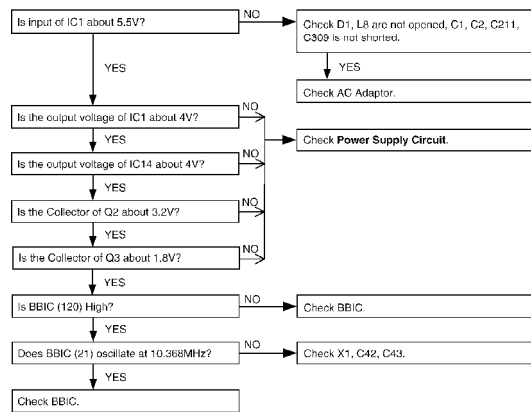 Is input of IC1 about 5.5V?
NO
Check D1, L8 are not opened, C1, C2, C211,
C309 is not shorted.
YES
YES
Check AC Adaptor.
Is the output voltage of IC1 about 4V?
NO
YES
Check Power Supply Circuit.
Is the output voltage of IC14 about 4V?
NO
YES
Is the Collector of Q2 about 3.2V?
NO
YES
Is the Collector of Q3 about 1.8V?
NO
YES
Is BBIC (120) High?
NO
Check BBIC.
YES
Does BBIC (21) oscillate at 10.368MHz?
NO
Check X1, C42, C43.
YES
Check BBIC.